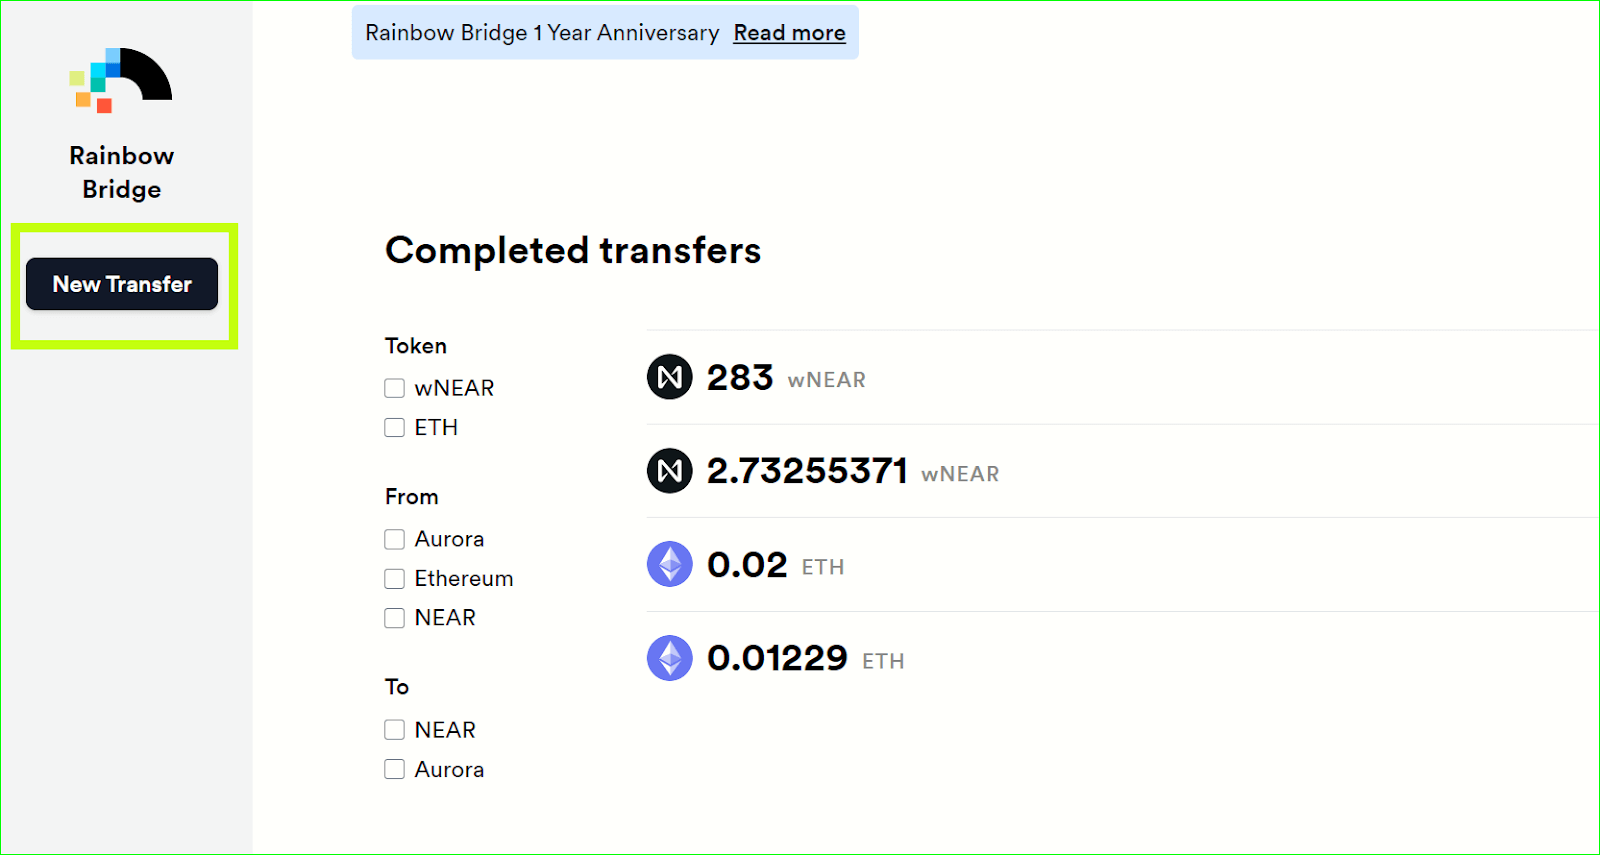 Rainbow Bridge 1 Year Anniversary Read more
Rainbow
Bridge
New Transfer
Completed transfers
Token
wNEAR
ETH
From
Aurora
Ethereum
NEAR
To
NEAR
Aurora
283 wNEAR
2.73255371 wNEAR
0.02 ETH
0.01229 ETH